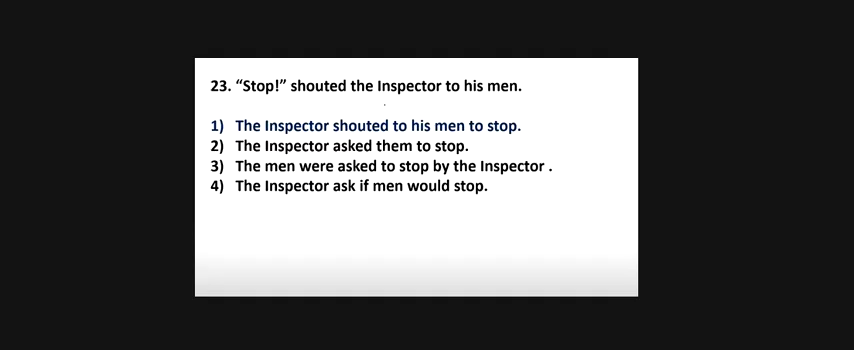 23. “Stop!” shouted the Inspector to his men.
1) The Inspector shouted to his men to stop.
2) The Inspector asked them to stop.
3) The men were asked to stop by the Inspector .
4) The Inspector ask if men would stop.